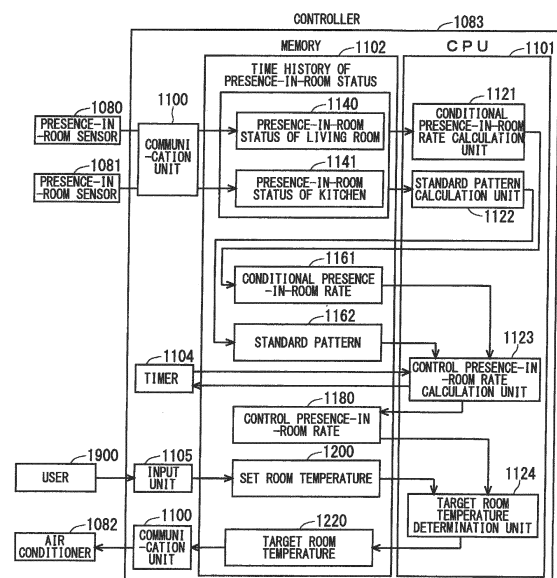 CONTROLLER
1083
MEMORY
1102
CPU
1101
TIME HISTORY OF
PRESENCE-IN-ROOM STATUS
1080
PRESENCE-IN
-ROOM SENSOR
1081
PRESENCE-IN
-ROOM SENSOR
1100
COMMUNI
-CATION UNIT
1140
PRESENCE-IN-ROOM
STATUS OF LIVING ROOM
1141
PRESENCE-IN-ROOM
STATUS OF KITCHEN
1121
CONDITIONAL
PRESENCE-IN-ROOM
RATE CALCULATION
UNIT
STANDARD PATTERN
CALCULATION UNIT
1122
1161
CONDITIONAL PRESENCE
-IN-ROOM RATE
1162
STANDARD PATTERN
1104
TIMER
1123
CONTROL PRESENCE-IN
-ROOM RATE
CALCULATION UNIT
1180
CONTROL PRESENCE-IN
-ROOM RATE
1900
USER
1105
INPUT
UNIT
1200
SET ROOM TEMPERATURE
1124
TARGET ROOM
TEMPERATURE
DETERMINATION UNIT
1082
AIR
CONDITIONER
1100
COMMUNI
-CATION
UNIT
1220
TARGET ROOM
TEMPERATURE